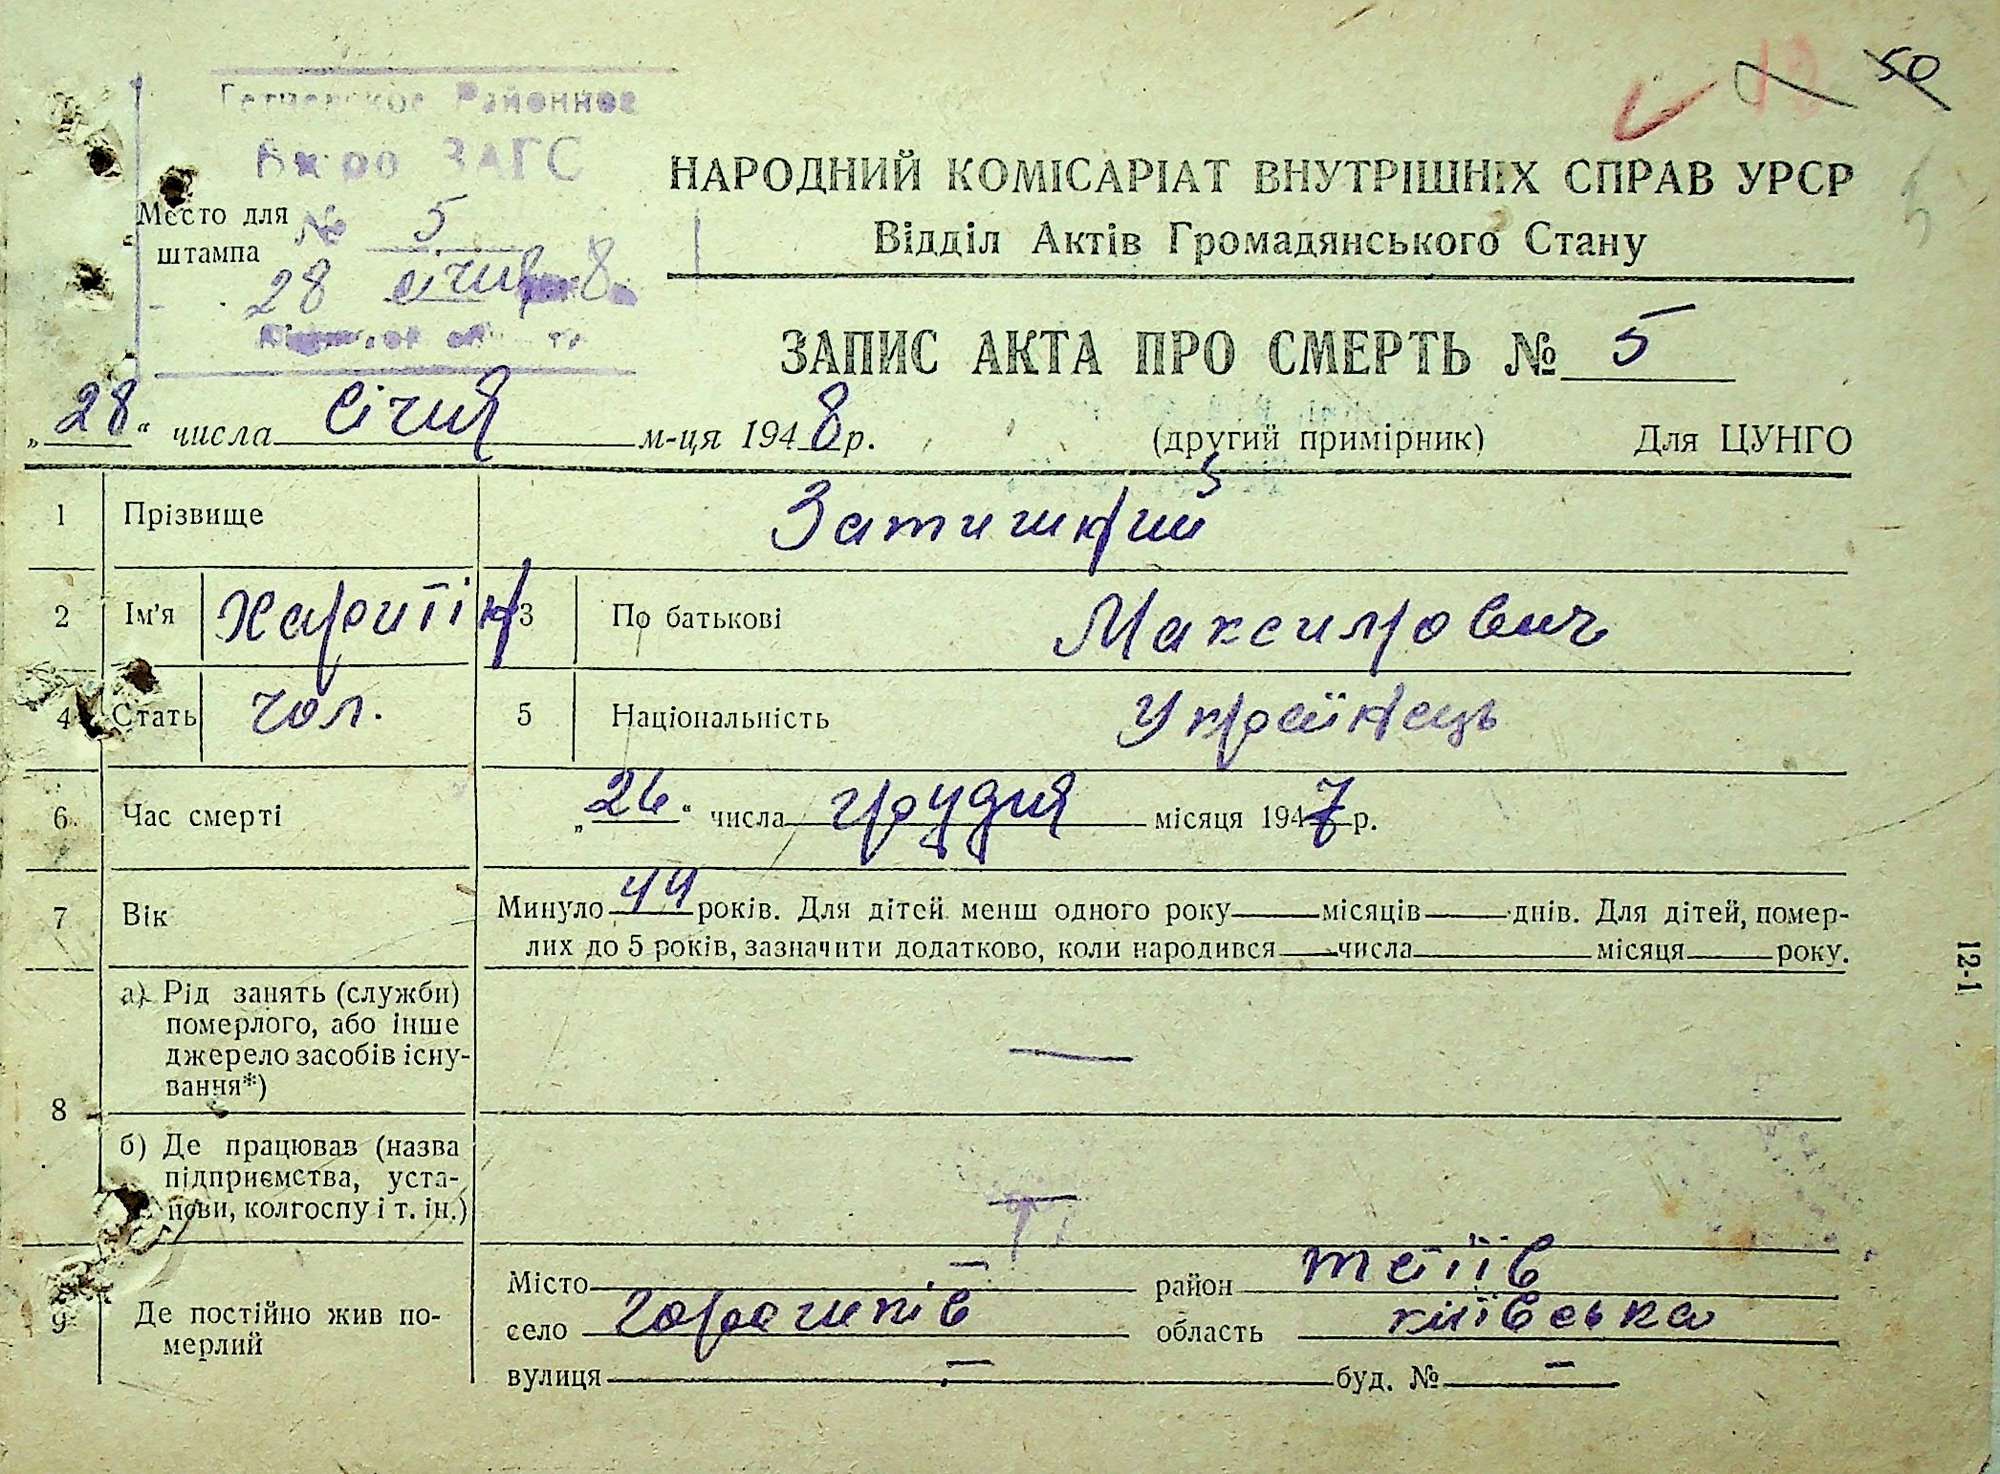 50
Районное
Бюро ЗАГС
Место для
штампа
№ 5
28 січня 8
НАРОДНИЙ КОМІСАРІАТ ВНУТРІШНІХ СПРАВ УРСР
Відділ Актів Громадянського Стану
ЗАПИС АКТА ПРО СМЕРТЬ № 5
„28“ числа січня м-ця 1948 р. (другий примірник) Для ЦУНГО
1 Прізвище Затишний
2 Ім'я Харитін 3 По батькові Максимович
4 Стать чол. 5 Національність Українець
6 Час смерті „26“ числа грудня місяця 1947 р.
7 Вік Минуло 44 років. Для дітей менш одного року — місяців — днів. Для дітей, помер-
лих до 5 років, зазначити додатково, коли народився — числа — місяця — року.
8 а) Рід занять (служби)
померлого, або інше
джерело засобів існу-
вання*) —
б) Де працював (назва
підприємства, уста-
нови, колгоспу і т. ін.) —
9 Де постійно жив по-
мерлий
Місто — район тетіїв
село область київська
вулиця — буд. № —
12-1